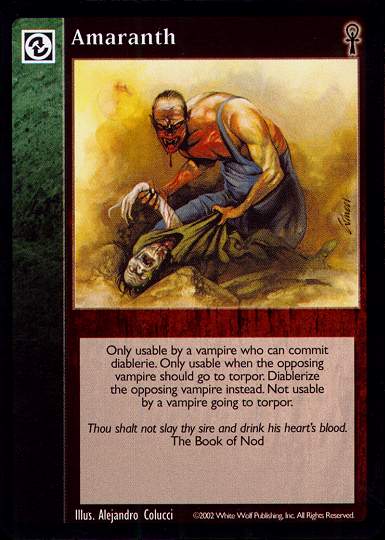 Amaranth
Only usable by a vampire who can commit
diablerie. Only usable when the opposing
vampire should go to torpor. Diablerize
the opposing vampire instead. Not usable
by a vampire going to torpor.
Thou shalt not slay thy sire and drink his heart's blood.
The Book of Nod
Illus. Alejandro Colucci
©2002 White Wolf Publishing, Inc. All Rights Reserved.